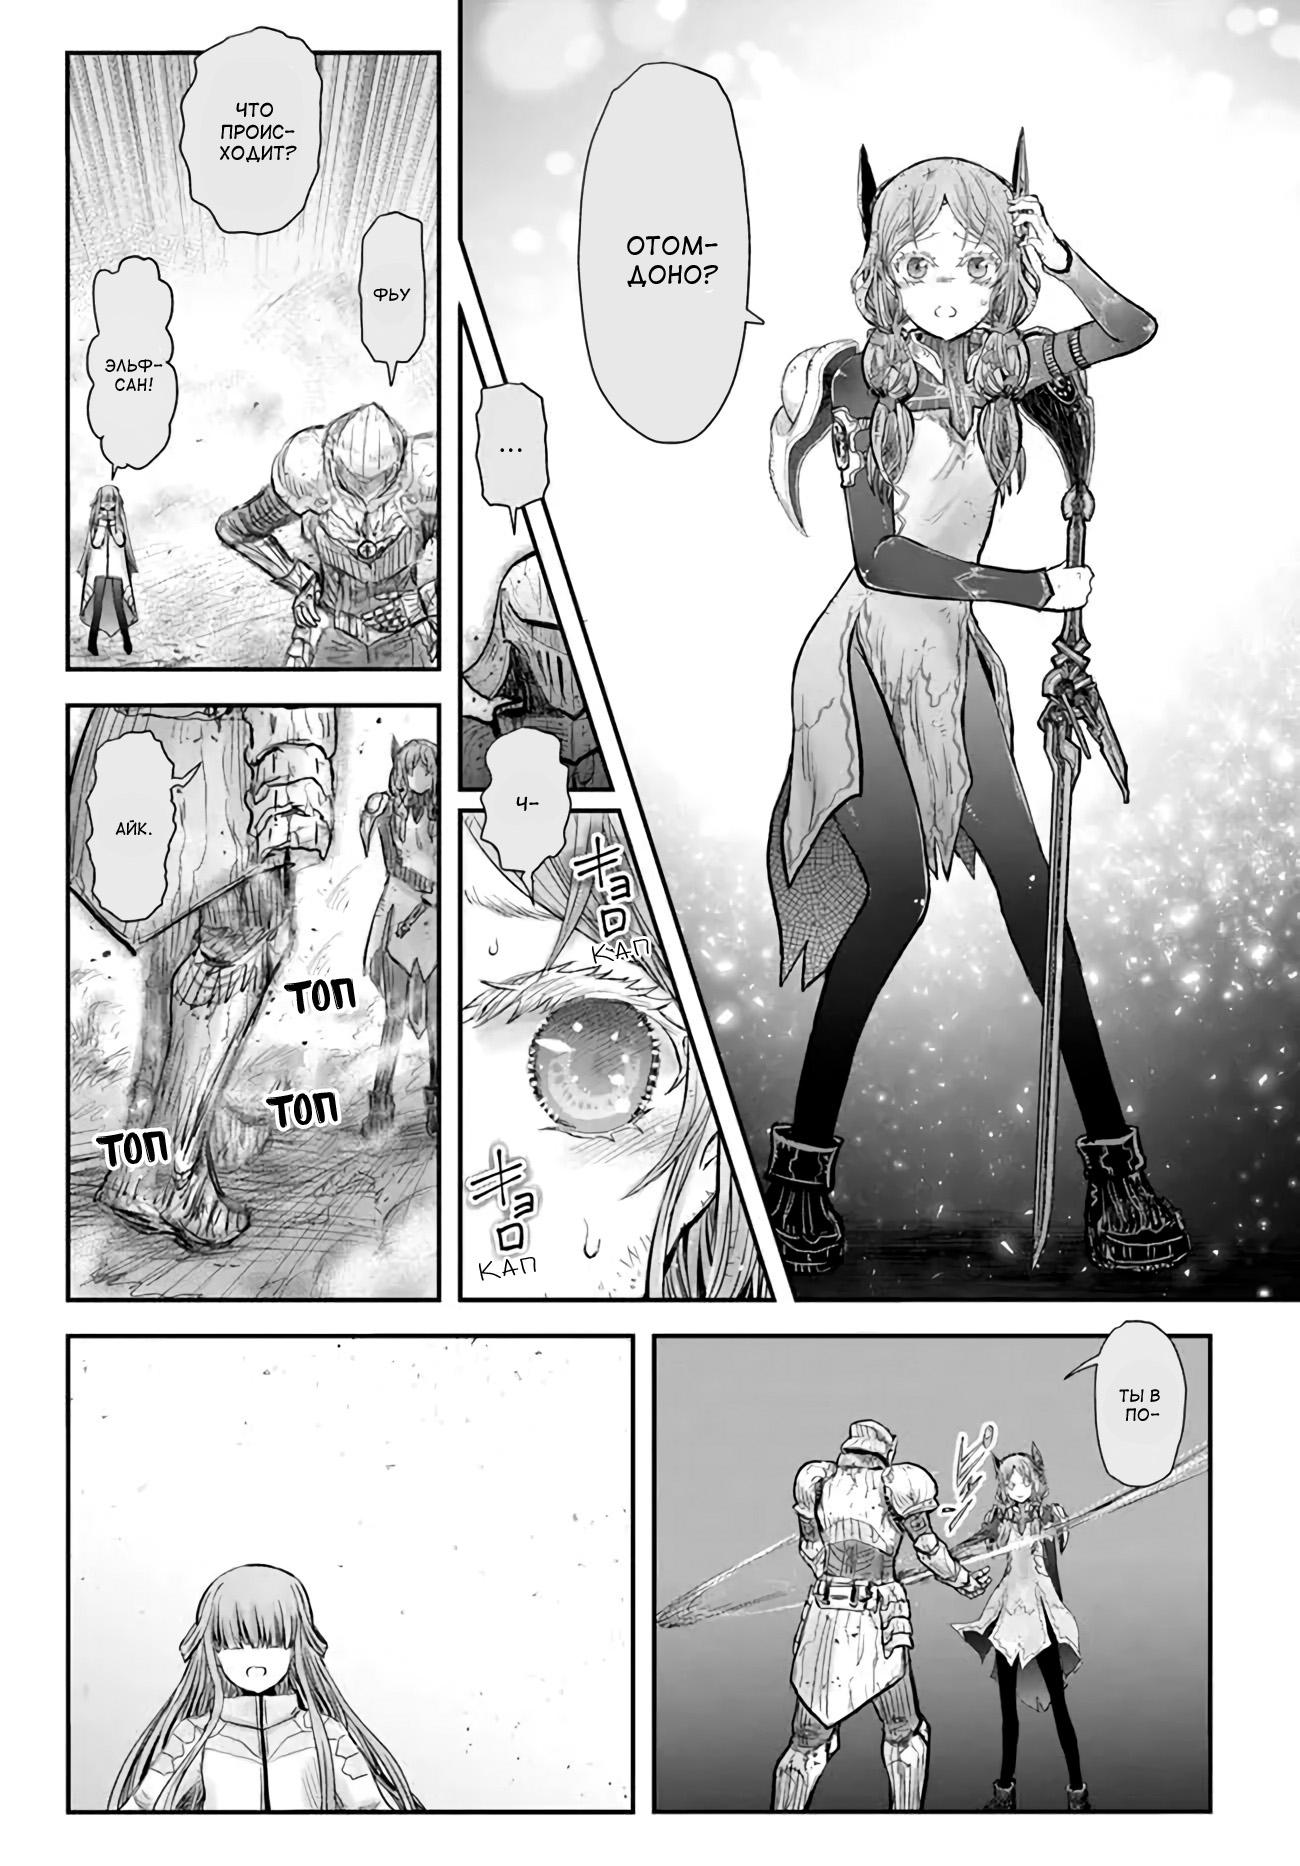 ОТОМ-
ДОНО?
...
Ч-
キョロ
КАП
キョロ
КАП
ЧТО
ПРОИС-
ХОДИТ?
ФЬУ
ЭЛЬФ-
САН!
АЙК.
ТОП
ТОП
ТОП
ТЫ В
ПО-